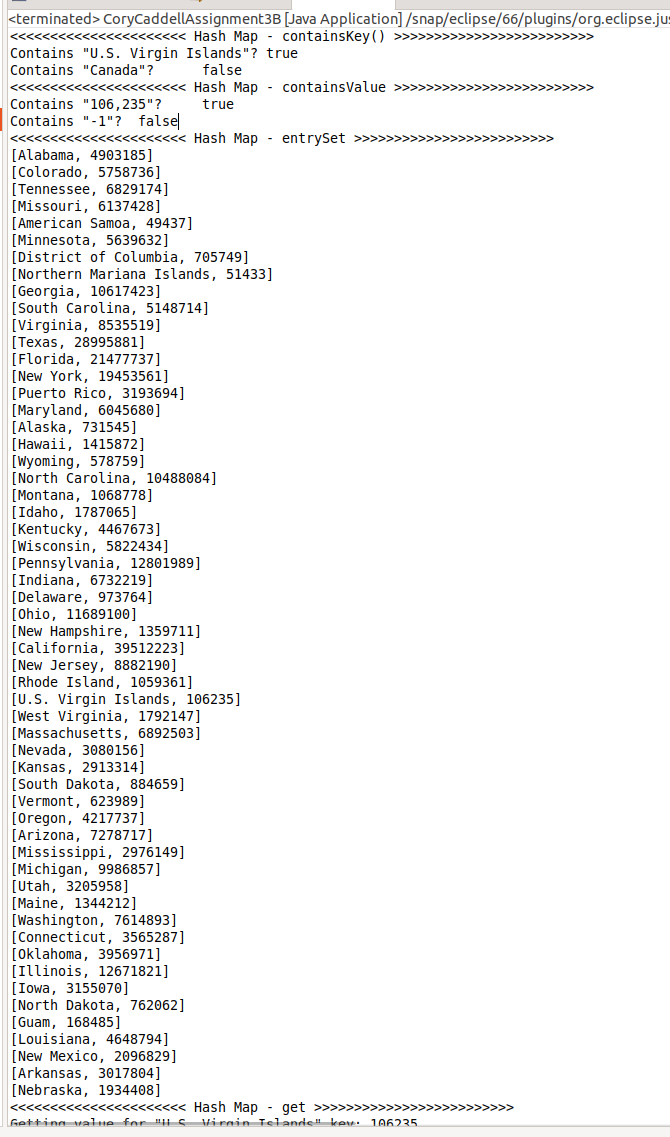 <terminated> CoryCaddellAssignment3B [Java Application] /snap/eclipse/66/plugins/org.eclipse.jus
<<<<<<<<<<<<<<<<<<<<<< Hash Map - containsKey() >>>>>>>>>>>>>>>>>>>>>>>>>
Contains "U.S. Virgin Islands"? true
Contains "Canada"?      false
<<<<<<<<<<<<<<<<<<<<<< Hash Map - containsValue >>>>>>>>>>>>>>>>>>>>>>>>>
Contains "106,235"?     true
Contains "-1"?  false
<<<<<<<<<<<<<<<<<<<<<< Hash Map - entrySet >>>>>>>>>>>>>>>>>>>>>>>>>
[Alabama, 4903185]
[Colorado, 5758736]
[Tennessee, 6829174]
[Missouri, 6137428]
[American Samoa, 49437]
[Minnesota, 5639632]
[District of Columbia, 705749]
[Northern Mariana Islands, 51433]
[Georgia, 10617423]
[South Carolina, 5148714]
[Virginia, 8535519]
[Texas, 28995881]
[Florida, 21477737]
[New York, 19453561]
[Puerto Rico, 3193694]
[Maryland, 6045680]
[Alaska, 731545]
[Hawaii, 1415872]
[Wyoming, 578759]
[North Carolina, 10488084]
[Montana, 1068778]
[Idaho, 1787065]
[Kentucky, 4467673]
[Wisconsin, 5822434]
[Pennsylvania, 12801989]
[Indiana, 6732219]
[Delaware, 973764]
[Ohio, 11689100]
[New Hampshire, 1359711]
[California, 39512223]
[New Jersey, 8882190]
[Rhode Island, 1059361]
[U.S. Virgin Islands, 106235]
[West Virginia, 1792147]
[Massachusetts, 6892503]
[Nevada, 3080156]
[Kansas, 2913314]
[South Dakota, 884659]
[Vermont, 623989]
[Oregon, 4217737]
[Arizona, 7278717]
[Mississippi, 2976149]
[Michigan, 9986857]
[Utah, 3205958]
[Maine, 1344212]
[Washington, 7614893]
[Connecticut, 3565287]
[Oklahoma, 3956971]
[Illinois, 12671821]
[Iowa, 3155070]
[North Dakota, 762062]
[Guam, 168485]
[Louisiana, 4648794]
[New Mexico, 2096829]
[Arkansas, 3017804]
[Nebraska, 1934408]
<<<<<<<<<<<<<<<<<<<<<< Hash Map - get >>>>>>>>>>>>>>>>>>>>>>>>>
Getting value for "U.S. Virgin Islands" key: 106235